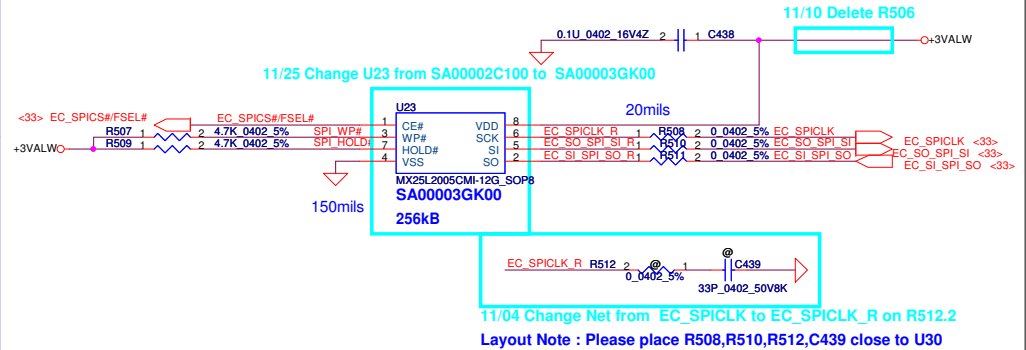 11/10 Delete R506
0.1U_0402_16V4Z 2 1 C438
+3VALW
11/25 Change U23 from SA00002C100 to SA00003GK00
20mils
U23
<33> EC_SPICS#/FSEL# EC_SPICS#/FSEL# 1 CE# VDD 8
R507 1 2 4.7K_0402_5% SPI_WP# 3 WP# SCK 6 EC_SPICLK_R R508 0_0402_5% EC_SPICLK EC_SPICLK <33>
+3VALW R509 1 2 4.7K_0402_5% SPI_HOLD# 7 HOLD# SI 5 EC_SO_SPI_SI_R R510 0_0402_5% EC_SO_SPI_SI EC_SO_SPI_SI <33>
4 VSS SO 2 EC_SI_SPI_SO_R R511 0_0402_5% EC_SI_SPI_SO EC_SI_SPI_SO <33>
MX25L2005CMI-12G_SOP8
SA00003GK00
256kB
150mils
EC_SPICLK_R R512 2 @ 1 @ C439
0_0402_5%
33P_0402_50V8K
11/04 Change Net from EC_SPICLK to EC_SPICLK_R on R512.2
Layout Note : Please place R508,R510,R512,C439 close to U30